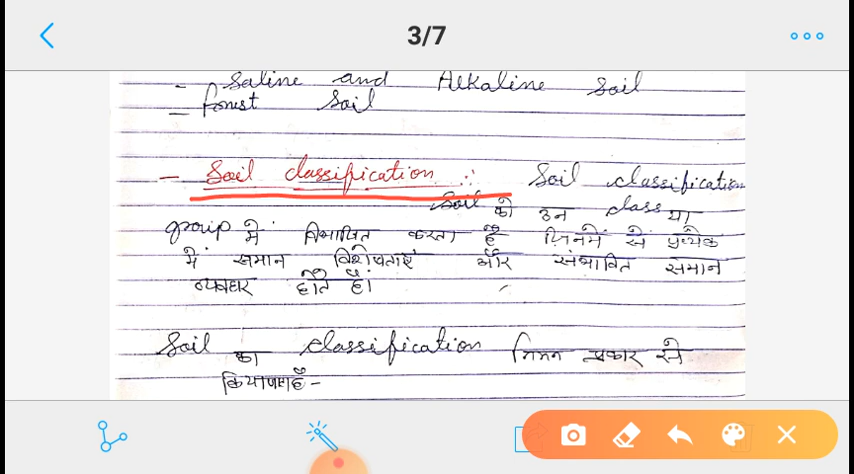 3/7
- Saline and Alkaline Soil
- forest Soil
- Soil classification :- Soil classification
Soil को उन class या
group में विभाजित करता है जिनमें से प्रत्येक
में समान विशेषताएं और संभावित समान
व्यवहार होते हैं।
Soil का classification निम्न प्रकार से
किया गया है -